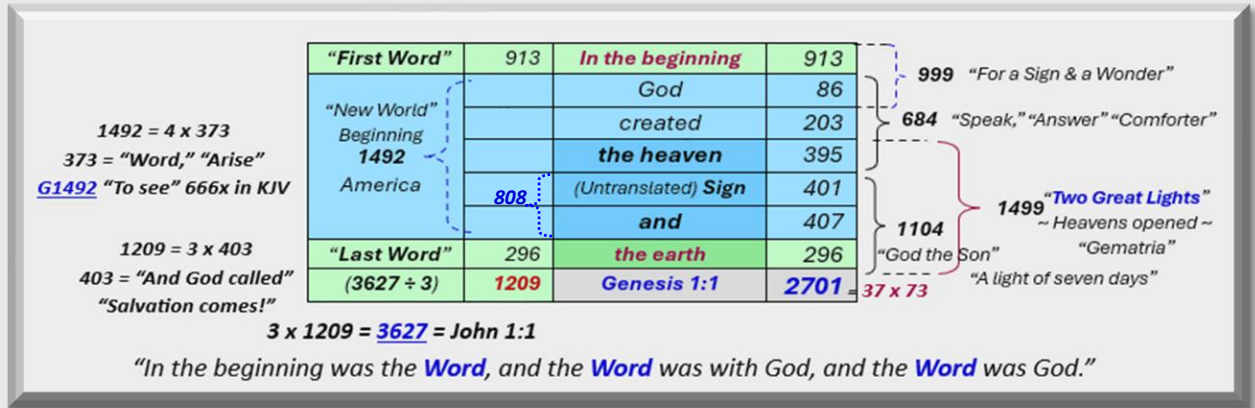 “First Word” 913 In the beginning 913
God 86
created 203
the heaven 395
(Untranslated) Sign 401
and 407
“Last Word” 296 the earth 296
(3627 ÷ 3) 1209 Genesis 1:1 2701 = 37 x 73
“New World”
Beginning
1492
America
808
1492 = 4 x 373
373 = “Word,” “Arise”
G1492 “To see” 666x in KJV
1209 = 3 x 403
403 = “And God called”
“Salvation comes!”
999 “For a Sign & a Wonder”
684 “Speak,” “Answer” “Comforter”
1499 “Two Great Lights”
~ Heavens opened ~
“Gematria”
1104
“God the Son”
“A light of seven days”
3 x 1209 = 3627 = John 1:1
“In the beginning was the Word, and the Word was with God, and the Word was God.”